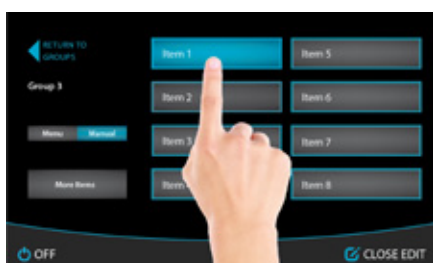 RETURN TO
GROUPS
Group 3
Menu
Manual
More Items
Item 1
Item 2
Item 3
Item
Item 5
Item 6
Item 7
Item 8
OFF
CLOSE EDIT